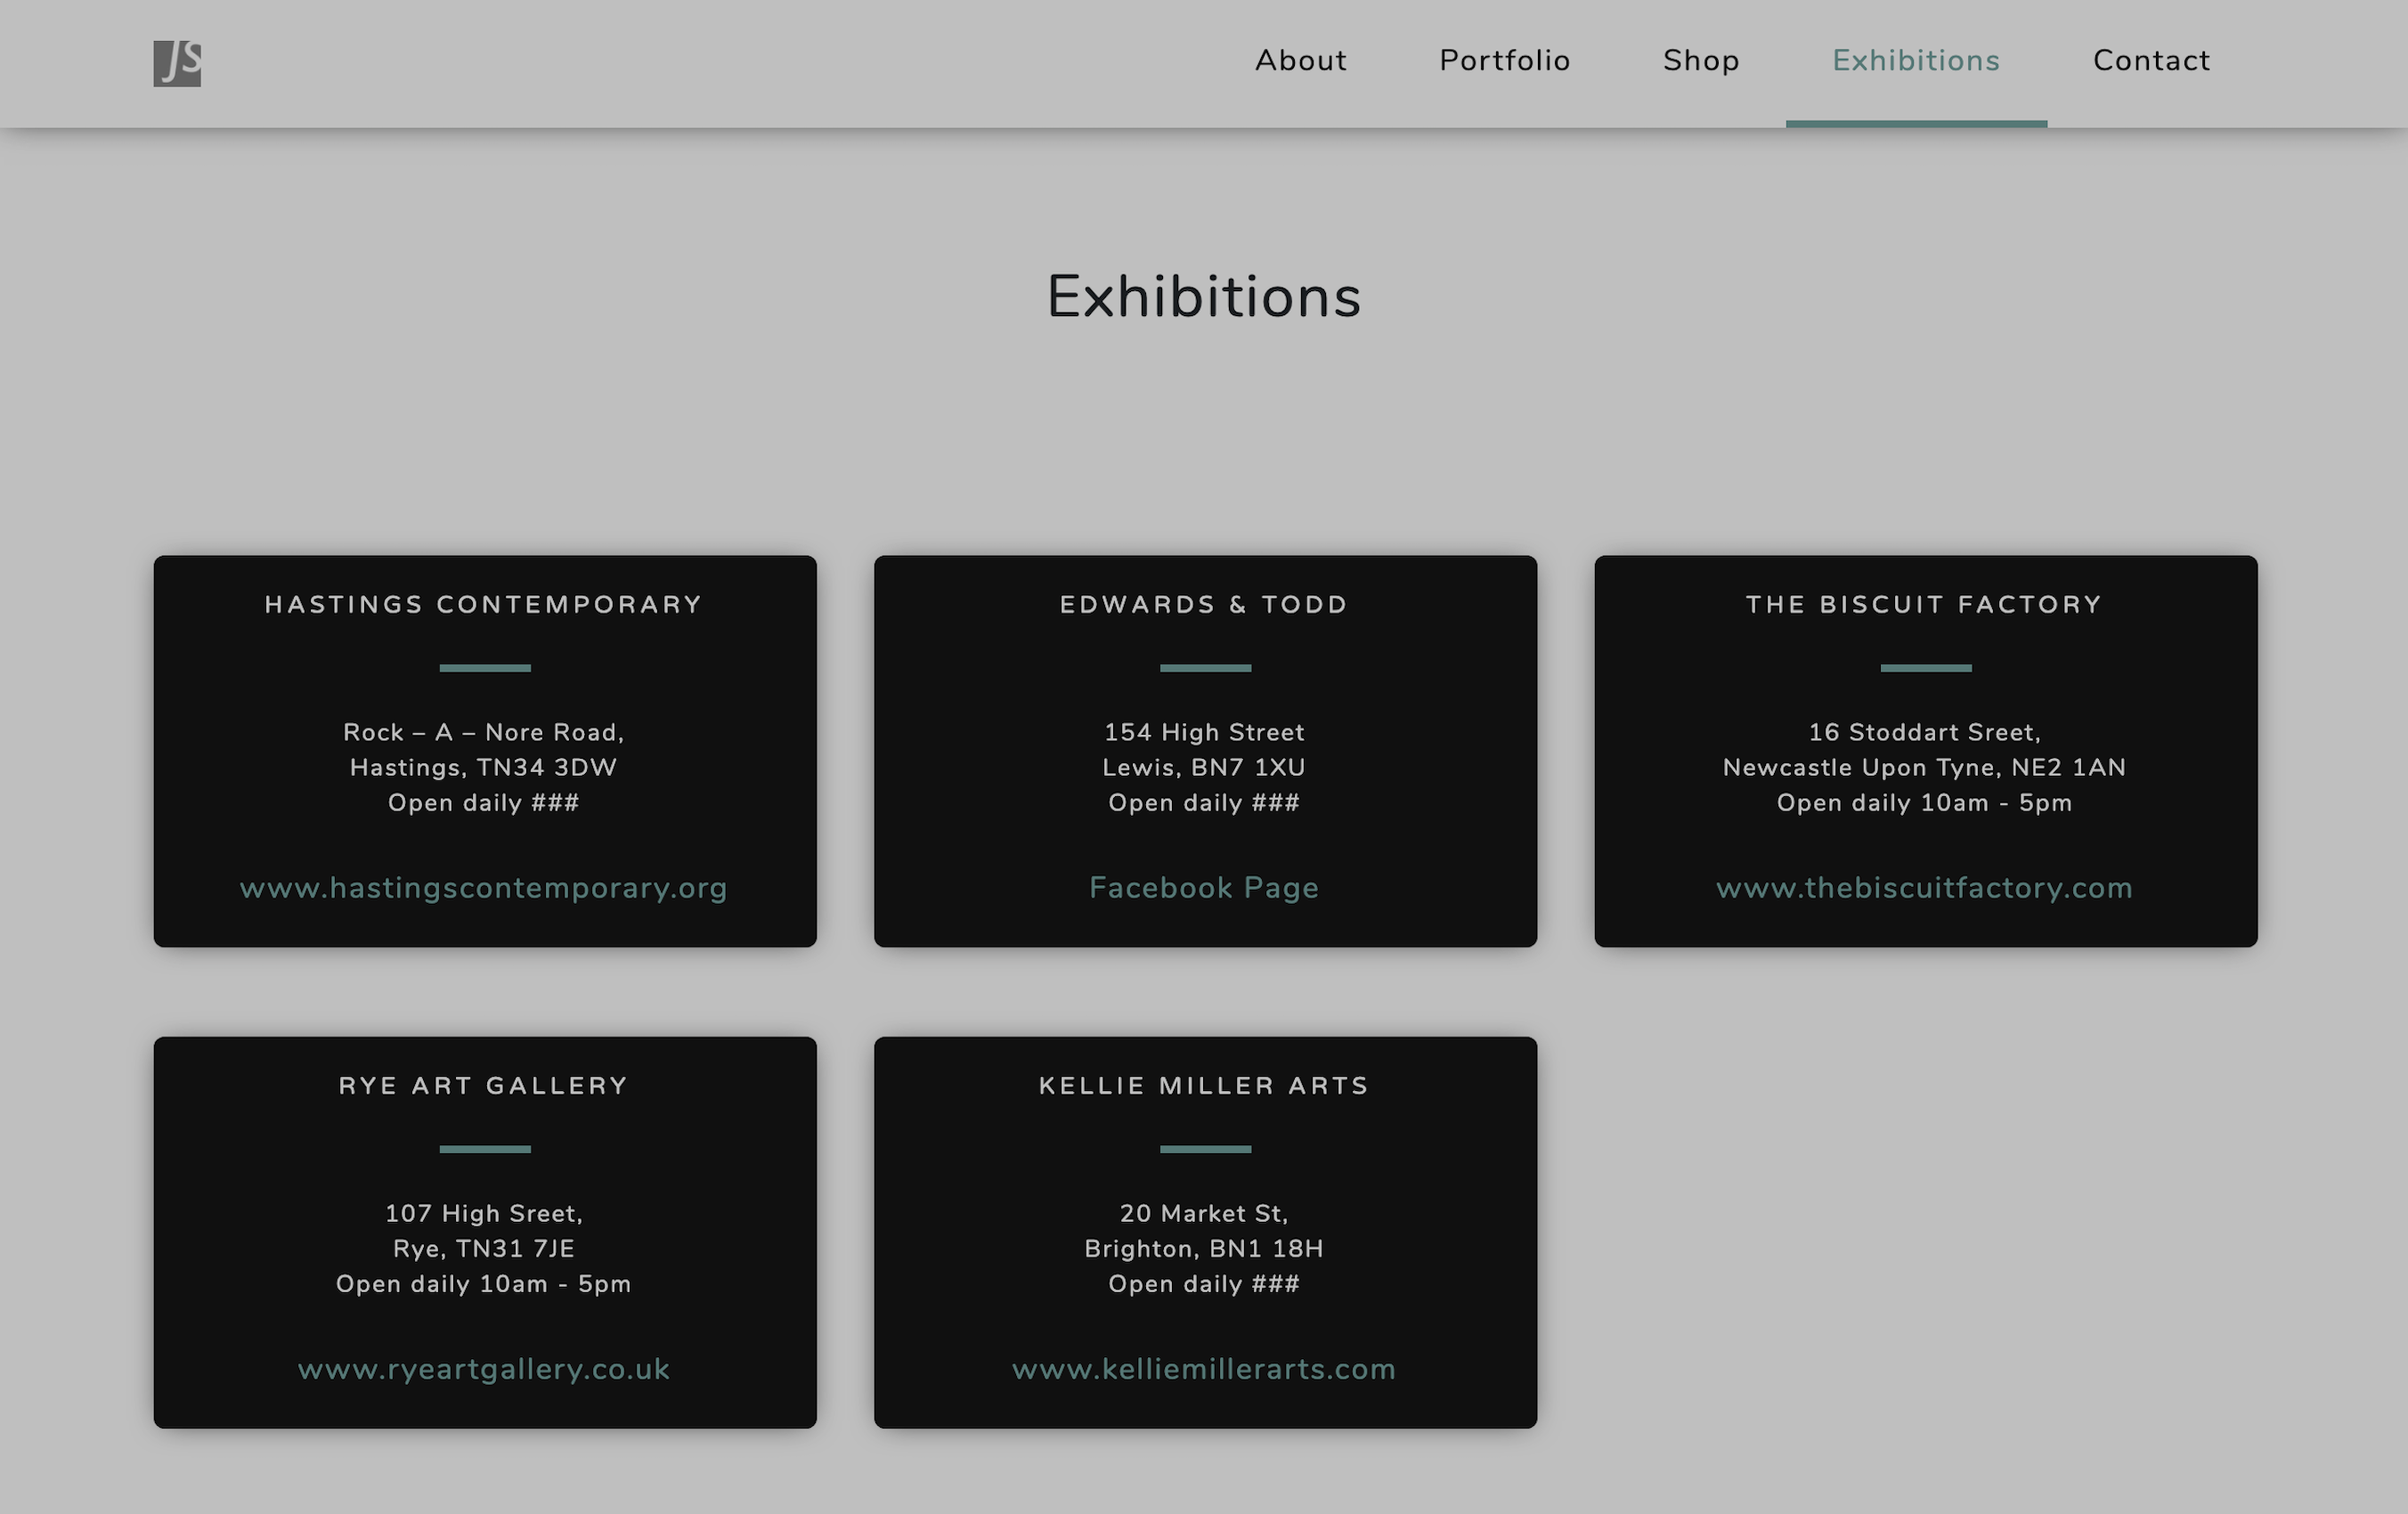 JS
About
Portfolio
Shop
Exhibitions
Contact
Exhibitions
HASTINGS CONTEMPORARY
Rock – A – Nore Road,
Hastings, TN34 3DW
Open daily ###
www.hastingscontemporary.org
EDWARDS & TODD
154 High Street
Lewis, BN7 1XU
Open daily ###
Facebook Page
THE BISCUIT FACTORY
16 Stoddart Sreet,
Newcastle Upon Tyne, NE2 1AN
Open daily 10am - 5pm
www.thebiscuitfactory.com
RYE ART GALLERY
107 High Sreet,
Rye, TN31 7JE
Open daily 10am - 5pm
www.ryeartgallery.co.uk
KELLIE MILLER ARTS
20 Market St,
Brighton, BN1 18H
Open daily ###
www.kelliemillerarts.com